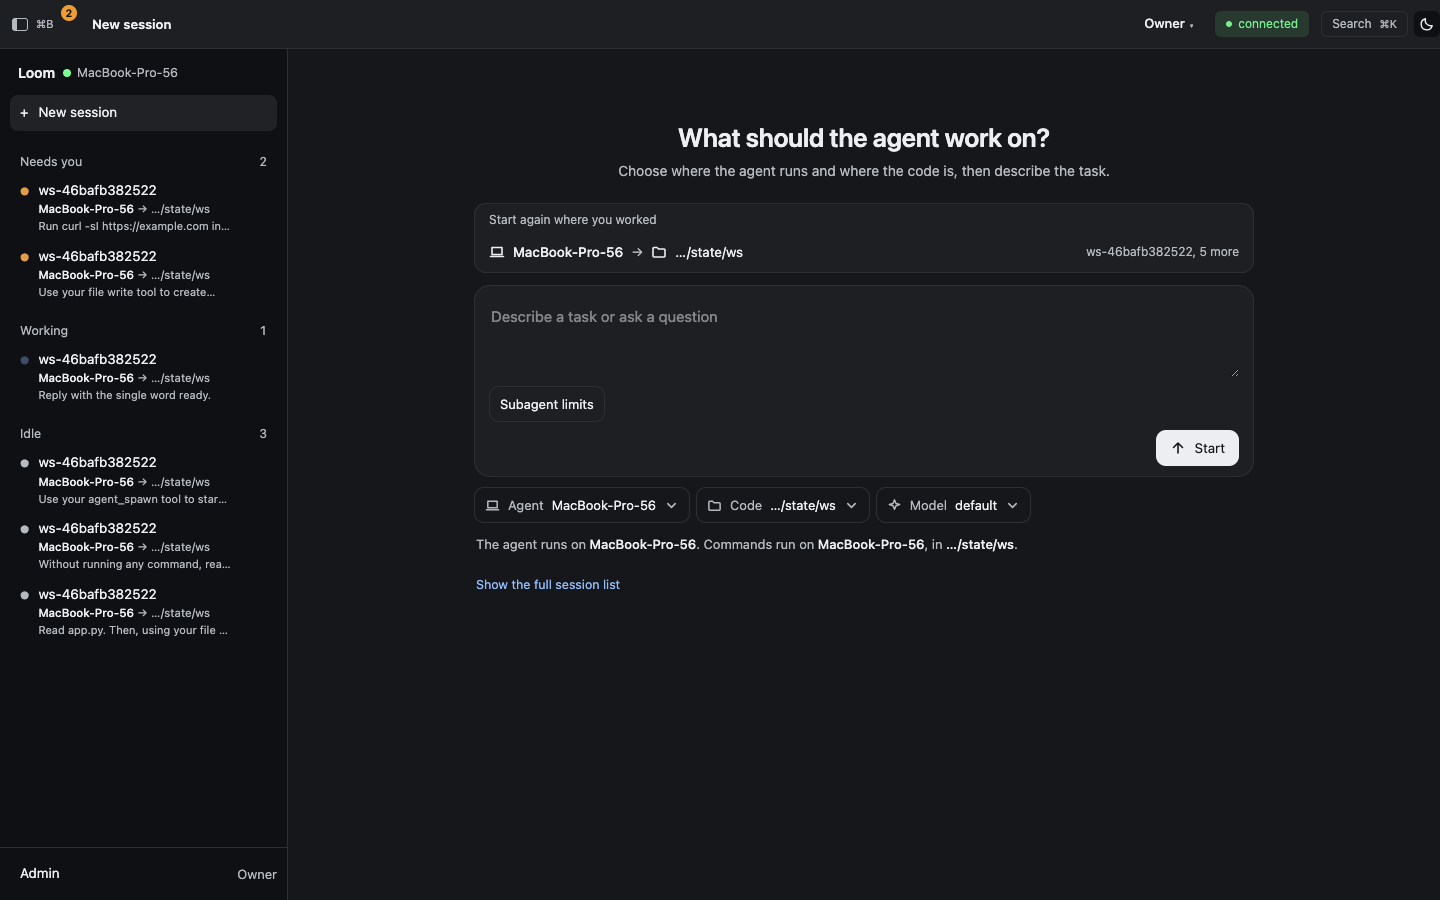 ⌘B 2 New session Owner connected Search ⌘K
Loom MacBook-Pro-56
+ New session
Needs you 2
ws-46bafb382522
MacBook-Pro-56 → .../state/ws
Run curl -sI https://example.com in...
ws-46bafb382522
MacBook-Pro-56 → .../state/ws
Use your file write tool to create...
Working 1
ws-46bafb382522
MacBook-Pro-56 → .../state/ws
Reply with the single word ready.
Idle 3
ws-46bafb382522
MacBook-Pro-56 → .../state/ws
Use your agent_spawn tool to star...
ws-46bafb382522
MacBook-Pro-56 → .../state/ws
Without running any command, rea...
ws-46bafb382522
MacBook-Pro-56 → .../state/ws
Read app.py. Then, using your file ...
Admin Owner
What should the agent work on?
Choose where the agent runs and where the code is, then describe the task.
Start again where you worked
MacBook-Pro-56 → .../state/ws ws-46bafb382522, 5 more
Describe a task or ask a question
Subagent limits
Start
Agent MacBook-Pro-56 Code .../state/ws Model default
The agent runs on MacBook-Pro-56. Commands run on MacBook-Pro-56, in .../state/ws.
Show the full session list